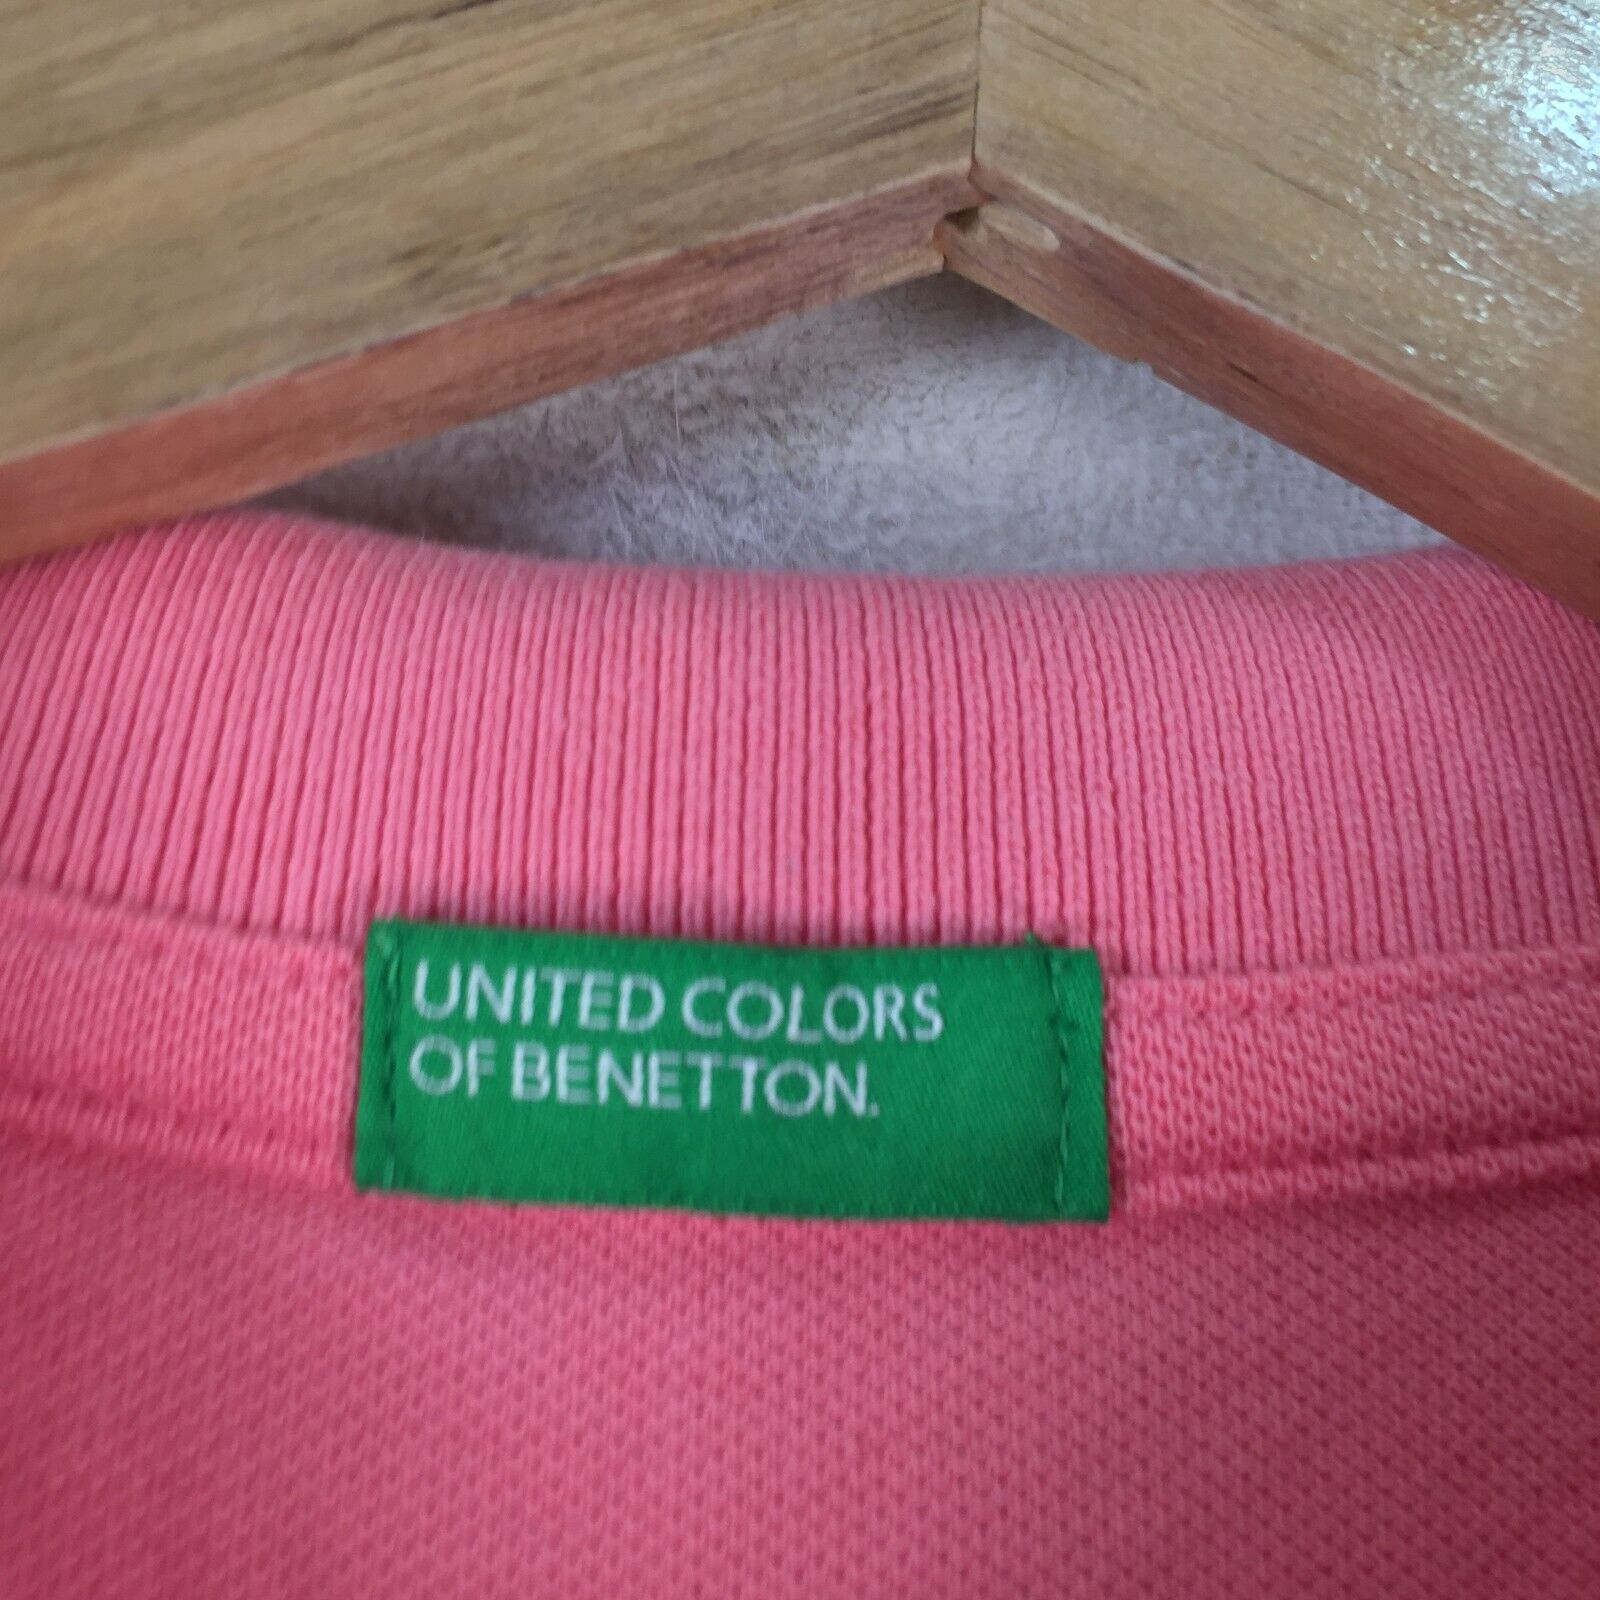 UNITED COLORS
OF BENETTON.